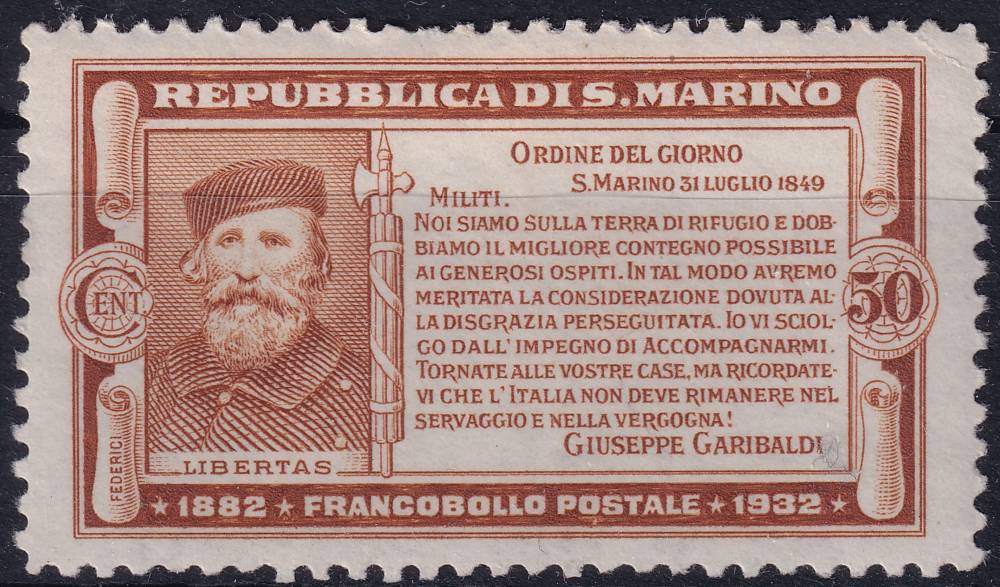 REPUBBLICA DI S. MARINO
ORDINE DEL GIORNO
S. MARINO 31 LUGLIO 1849
MILITI.
NOI SIAMO SULLA TERRA DI RIFUGIO E DOB-
BIAMO IL MIGLIORE CONTEGNO POSSIBILE
AI GENEROSI OSPITI. IN TAL MODO AVREMO
MERITATA LA CONSIDERAZIONE DOVUTA AL-
LA DISGRAZIA PERSEGUITATA. IO VI SCIOL-
GO DALL' IMPEGNO DI ACCOMPAGNARMI.
TORNATE ALLE VOSTRE CASE, MA RICORDATE-
VI CHE L' ITALIA NON DEVE RIMANERE NEL
SERVAGGIO E NELLA VERGOGNA!
GIUSEPPE GARIBALDI
CENT.
50
LIBERTAS
FEDERICI
★ 1882 ★ FRANCOBOLLO POSTALE ★ 1932 ★